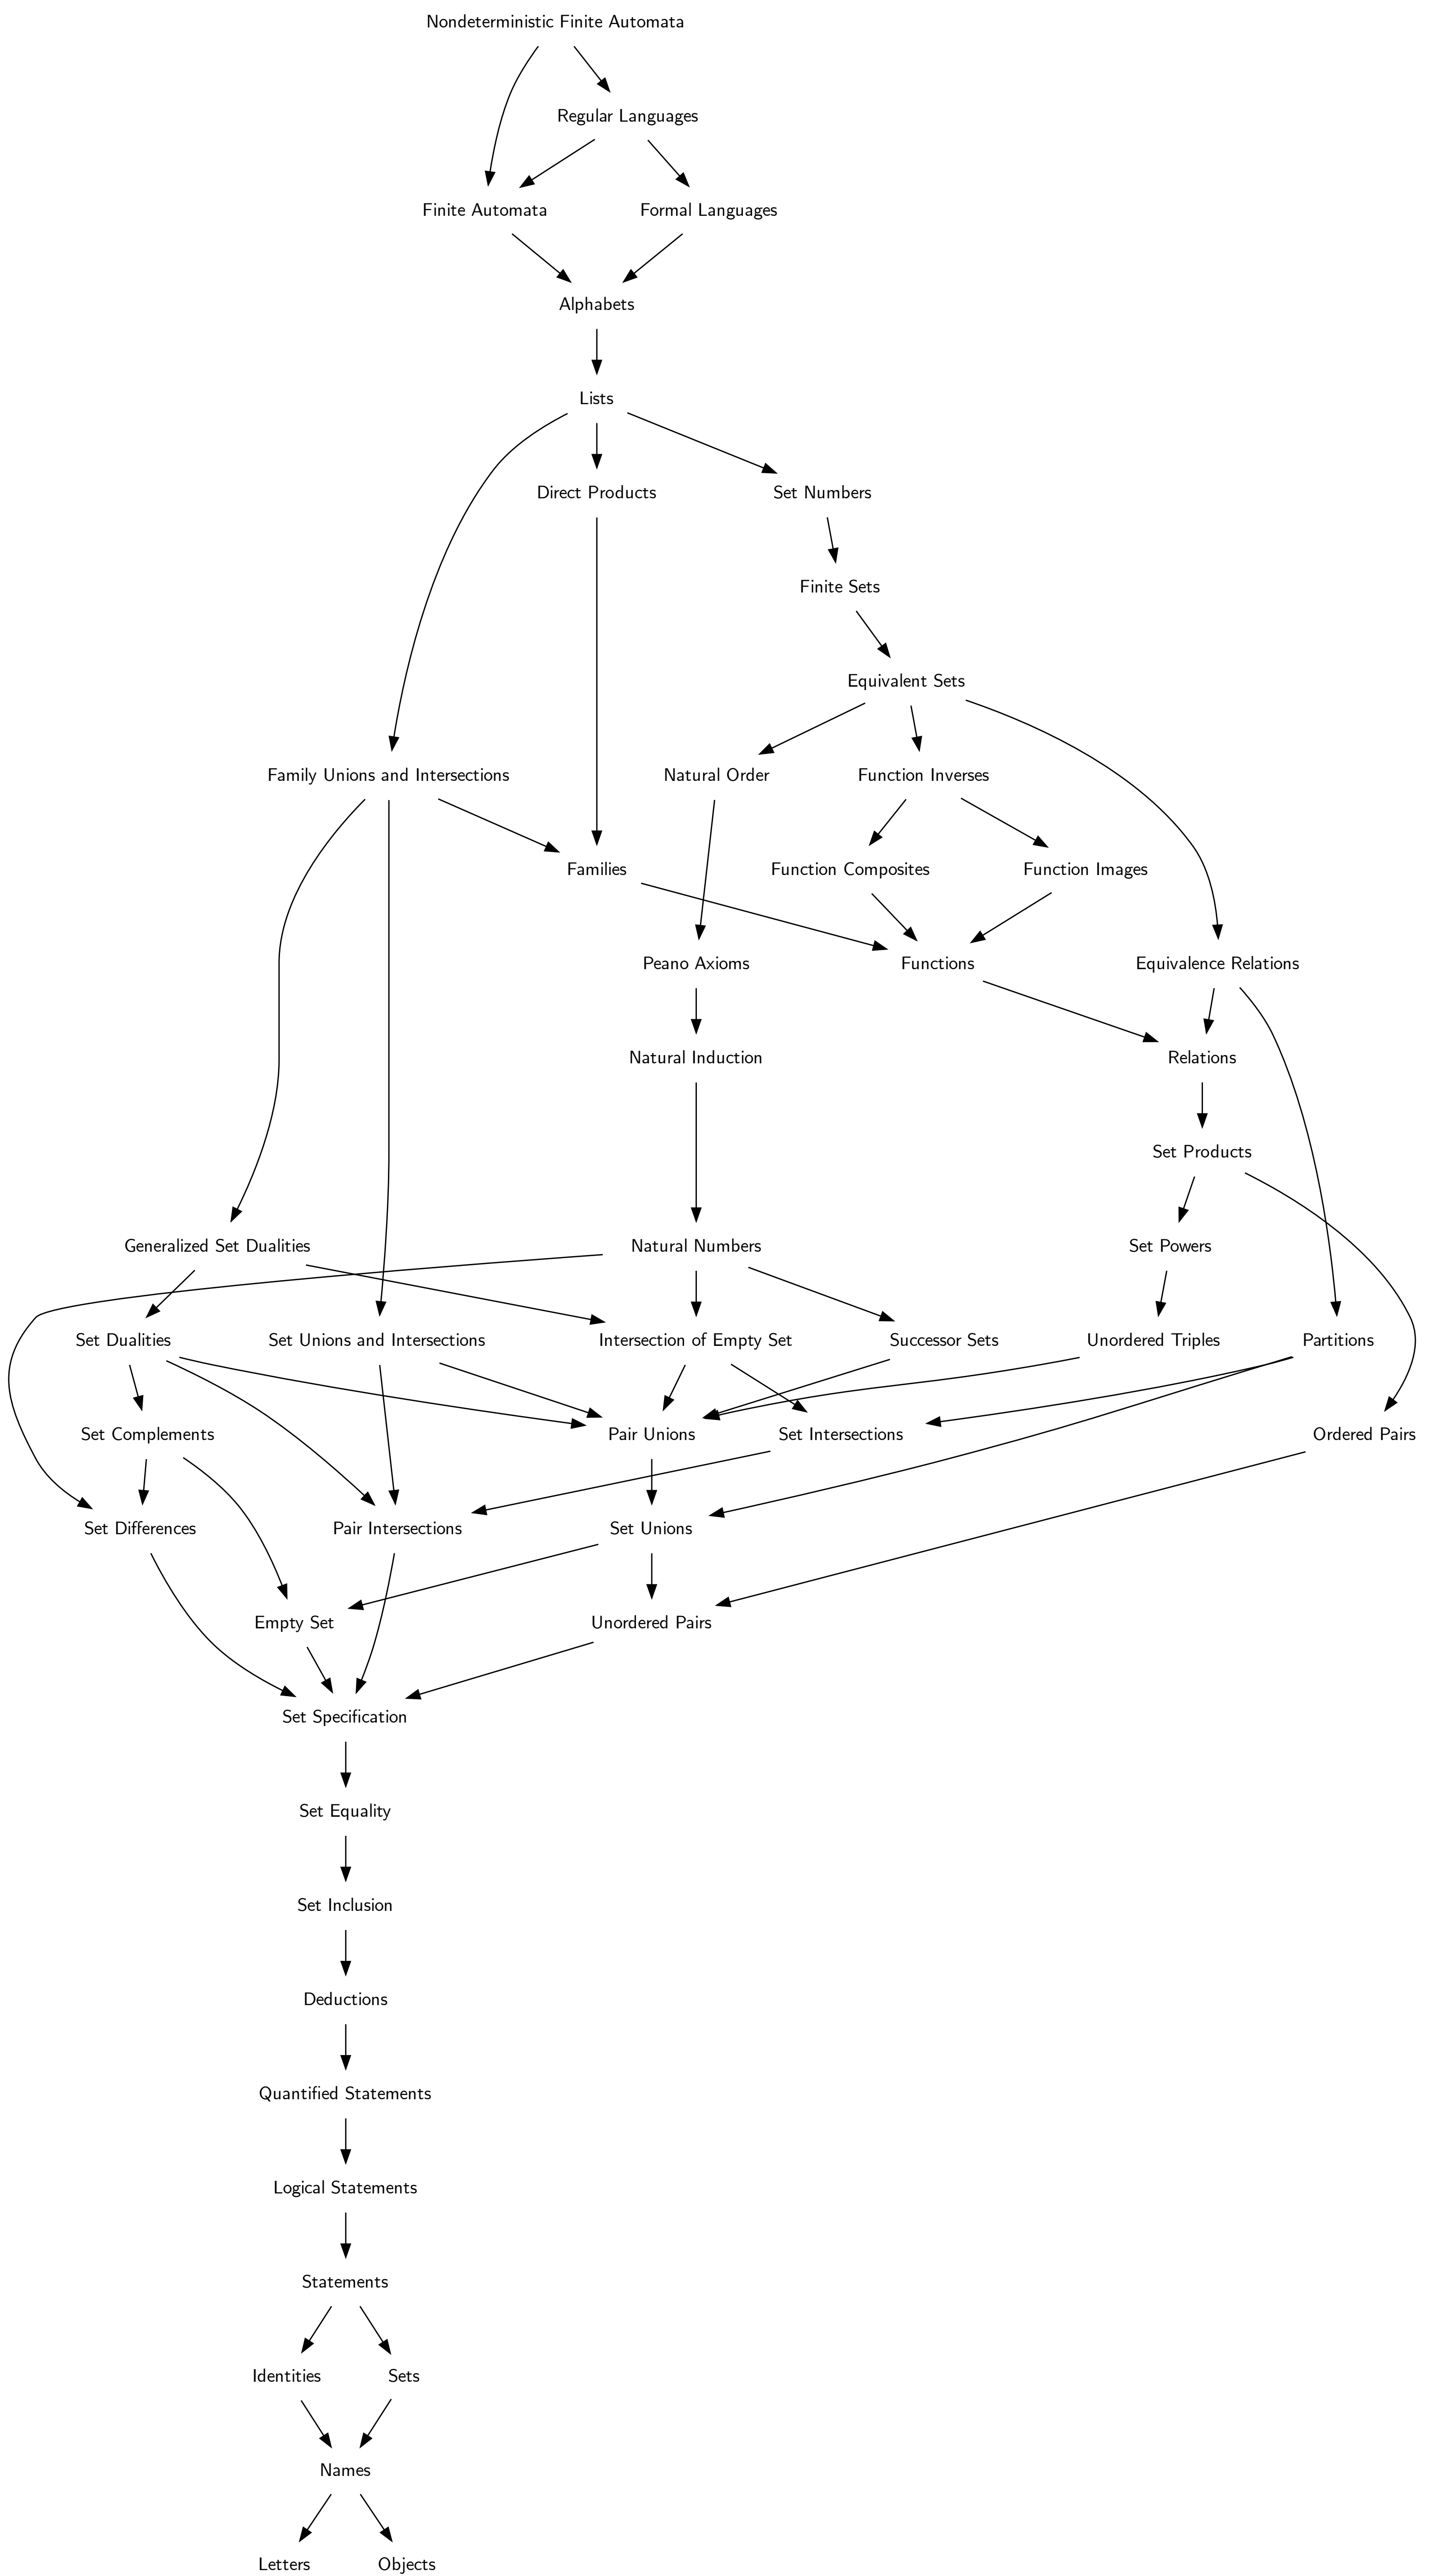 Nondeterministic Finite Automata
Regular Languages
Finite Automata
Formal Languages
Alphabets
Lists
Direct Products
Set Numbers
Finite Sets
Equivalent Sets
Family Unions and Intersections
Natural Order
Function Inverses
Families
Function Composites
Function Images
Peano Axioms
Functions
Equivalence Relations
Natural Induction
Relations
Set Products
Generalized Set Dualities
Natural Numbers
Set Powers
Set Dualities
Set Unions and Intersections
Intersection of Empty Set
Successor Sets
Unordered Triples
Partitions
Set Complements
Pair Unions
Set Intersections
Ordered Pairs
Set Differences
Pair Intersections
Set Unions
Empty Set
Unordered Pairs
Set Specification
Set Equality
Set Inclusion
Deductions
Quantified Statements
Logical Statements
Statements
Identities
Sets
Names
Letters
Objects